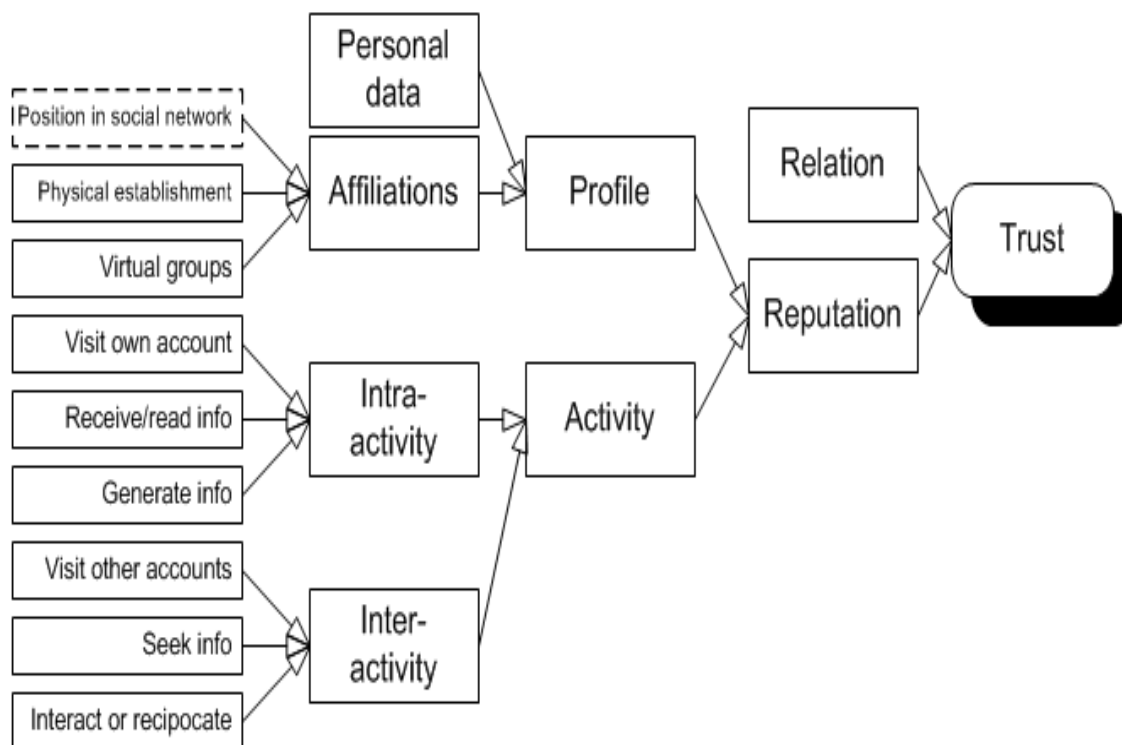 Personal
data
Position in social network
Physical establishment
Virtual groups
Affiliations
Profile
Relation
Trust
Reputation
Visit own account
Receive/read info
Generate info
Intra-
activity
Activity
Visit other accounts
Seek info
Interact or recipocate
Inter-
activity